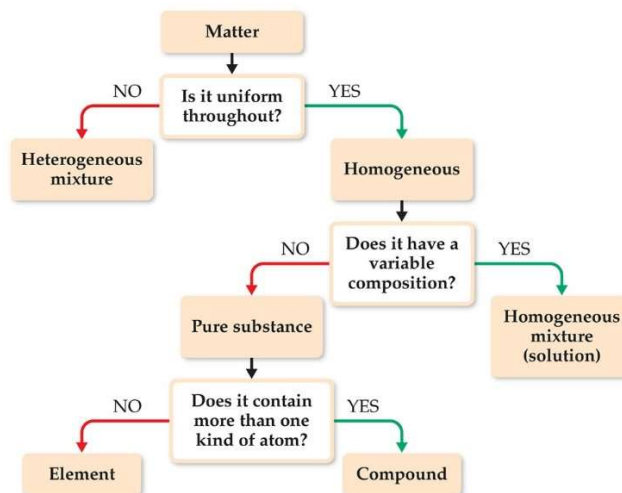 Matter
NO
Is it uniform
throughout?
YES
Heterogeneous
mixture
Homogeneous
NO
Does it have a
variable
composition?
YES
Pure substance
Homogeneous
mixture
(solution)
NO
Does it contain
more than one
kind of atom?
YES
Element
Compound